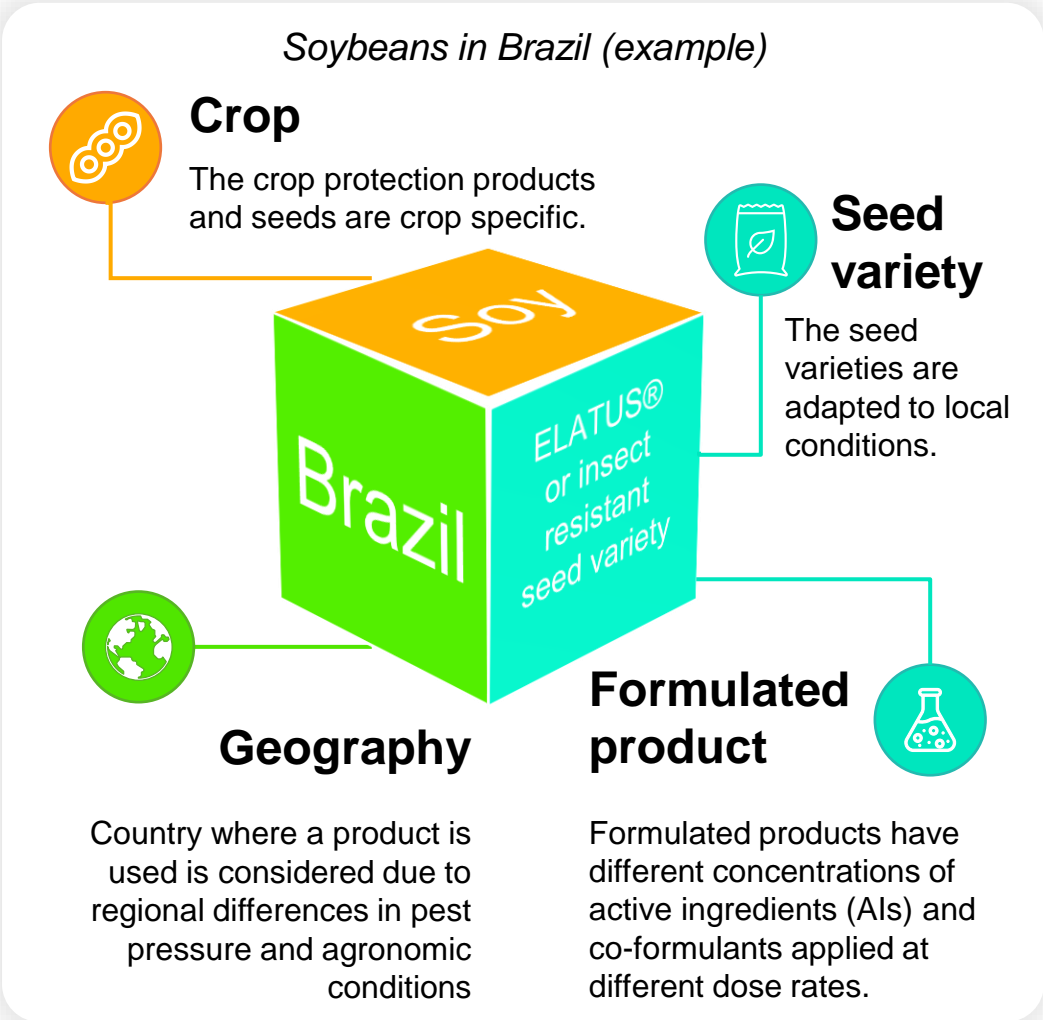 Soybeans in Brazil (example)
Crop
The crop protection products
and seeds are crop specific.
Seed
variety
The seed
varieties are
adapted to local
conditions.
Soy
Brazil
ELATUS®
or insect
resistant
seed variety
Geography
Country where a product is
used is considered due to
regional differences in pest
pressure and agronomic
conditions
Formulated
product
Formulated products have
different concentrations of
active ingredients (AIs) and
co-formulants applied at
different dose rates.